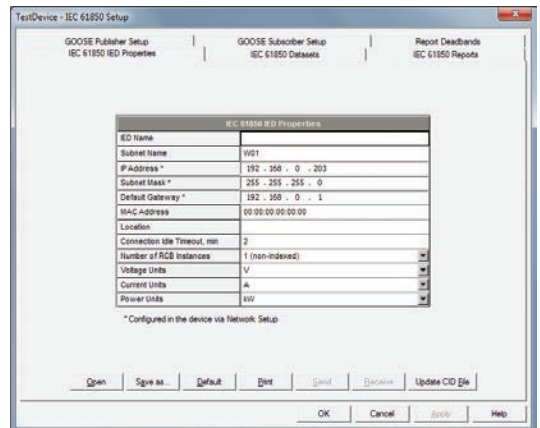 TestDevice - IEC 61850 Setup
GOOSE Publisher Setup
GOOSE Subscriber Setup
Report Deadbands
IEC 61850 IED Properties
IEC 61850 Datasets
IEC 61850 Reports
IEC 61850 IED Properties
IED Name
Subnet Name W01
IP Address * 192 . 168 . 0 . 203
Subnet Mask * 255 . 255 . 255 . 0
Default Gateway * 192 . 168 . 0 . 1
MAC Address 00:00:00:00:00:00
Location
Connection Idle Timeout, min 2
Number of RCB Instances 1 (non-indexed)
Voltage Units V
Current Units A
Power Units kW
* Configured in the device via Network Setup
Open Save as... Default Print Send Receive Update CID File
OK Cancel Apply Help